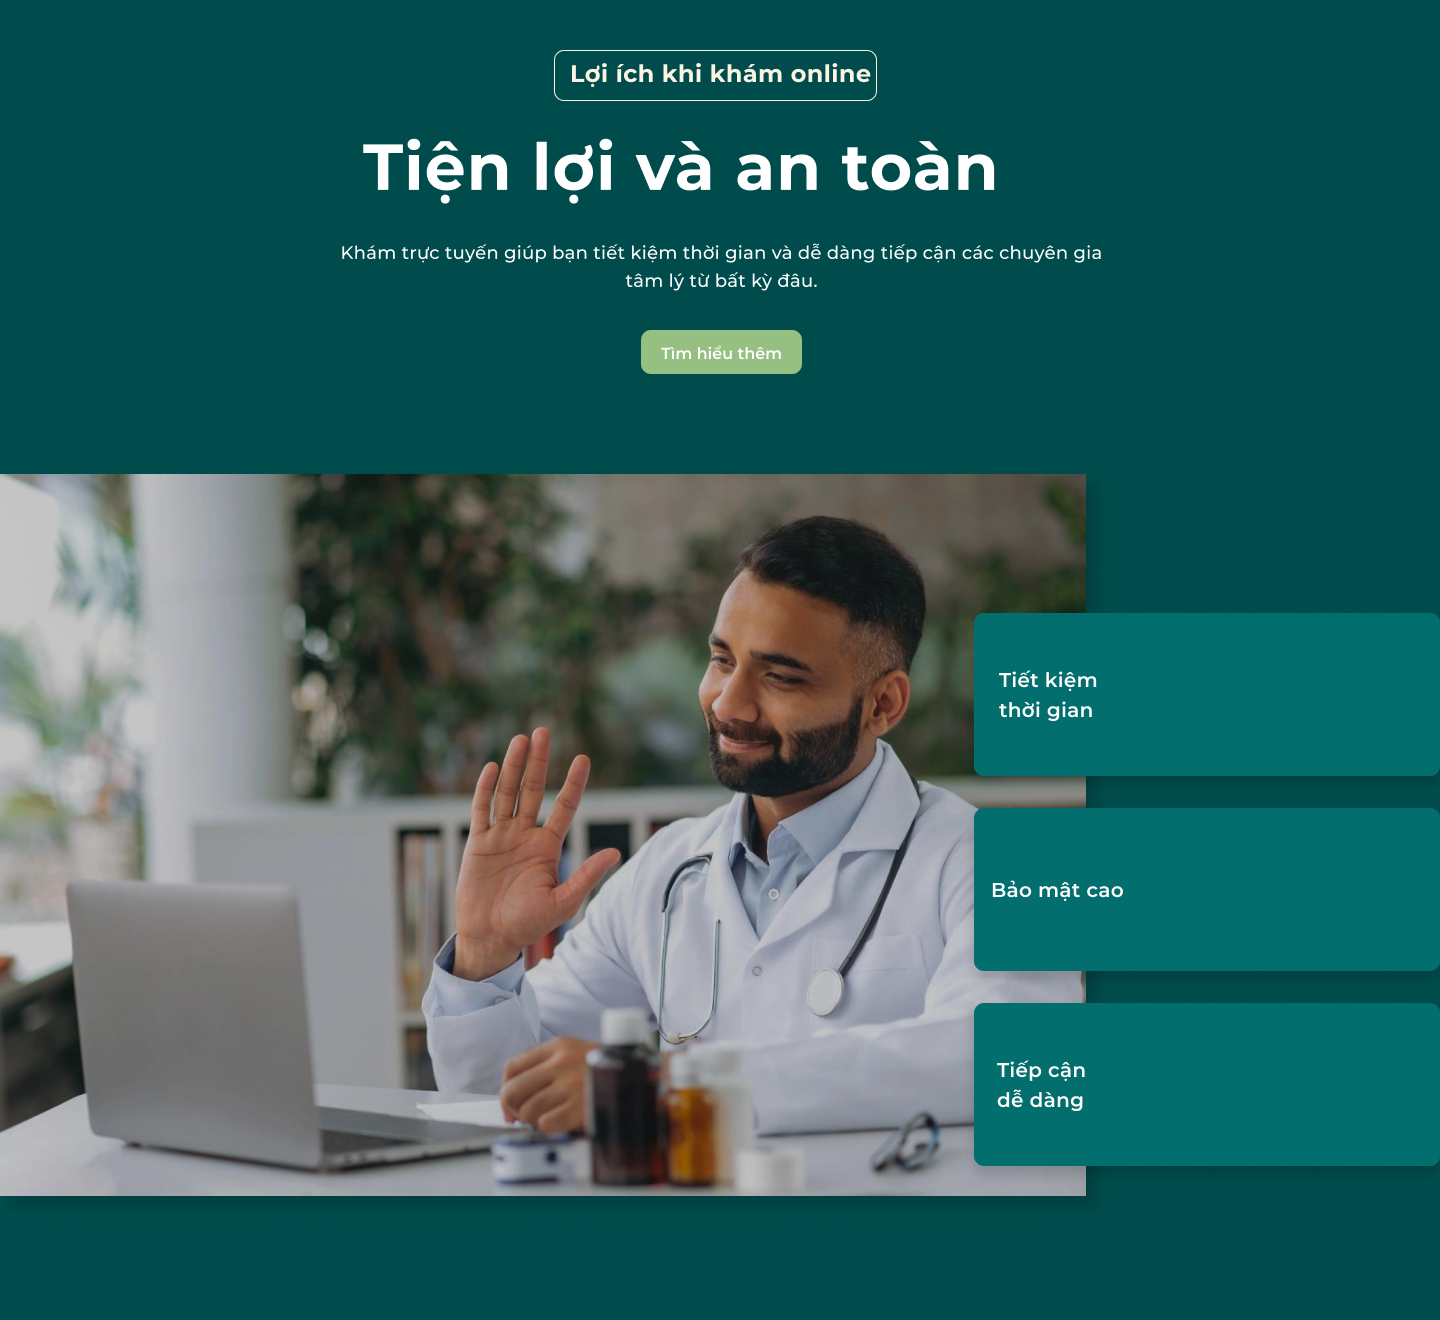 Lợi ích khi khám online
Tiện lợi và an toàn
Khám trực tuyến giúp bạn tiết kiệm thời gian và dễ dàng tiếp cận các chuyên gia
tâm lý từ bất kỳ đâu.
Tìm hiểu thêm
Tiết kiệm
thời gian
Bảo mật cao
Tiếp cận
dễ dàng